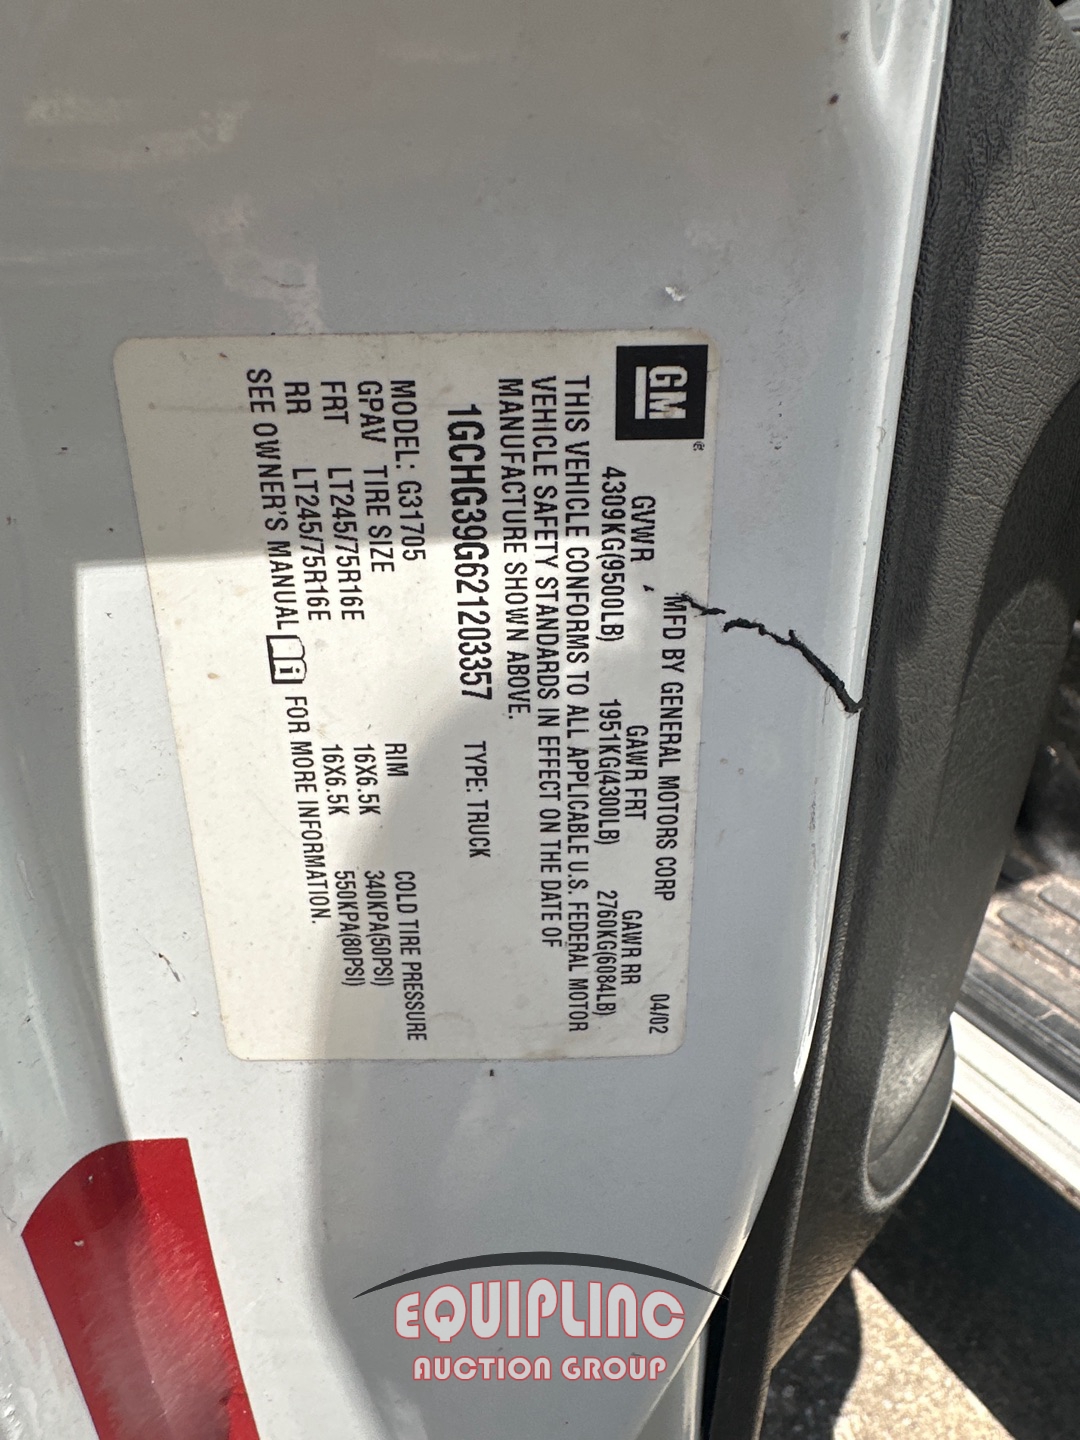 GM®
MFD BY GENERAL MOTORS CORP 04/02
GVWR GAWR FRT GAWR RR
4309KG(9500LB) 1951KG(4300LB) 2760KG(6084LB)
THIS VEHICLE CONFORMS TO ALL APPLICABLE U.S. FEDERAL MOTOR
VEHICLE SAFETY STANDARDS IN EFFECT ON THE DATE OF
MANUFACTURE SHOWN ABOVE.
1GCHG39G621203357 TYPE: TRUCK
MODEL: G31705
GPAV TIRE SIZE RIM COLD TIRE PRESSURE
FRT LT245/75R16E 16X6.5K 340KPA(50PSI)
RR LT245/75R16E 16X6.5K 550KPA(80PSI)
SEE OWNER'S MANUAL i FOR MORE INFORMATION.
EQUIPLINC
AUCTION GROUP